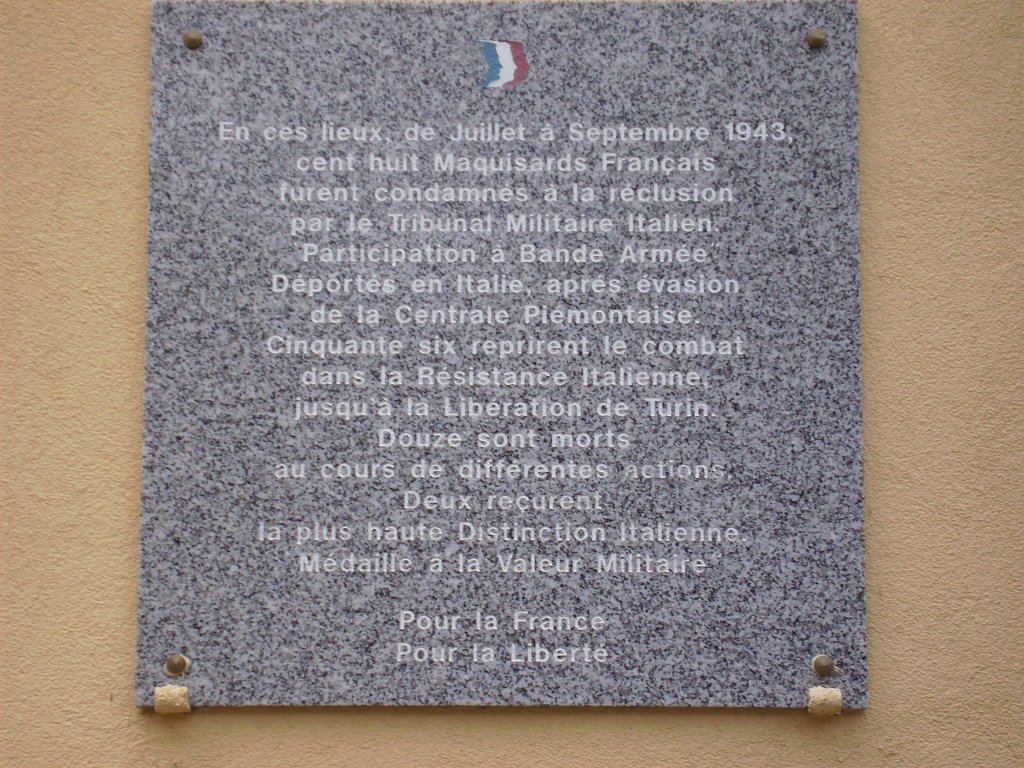 En ces lieux, de Juillet à Septembre 1943,
cent huit Maquisards Français
furent condamnés à la réclusion
par le Tribunal Militaire Italien.
"Participation à Bande Armée"
Déportés en Italie, aprés évasion
de la Centrale Piémontaise.
Cinquante six reprirent le combat
dans la Résistance Italienne,
jusqu'à la Libération de Turin.
Douze sont morts
au cours de différentes actions.
Deux reçurent
la plus haute Distinction Italienne.
"Médaille à la Valeur Militaire"
Pour la France
Pour la Liberté